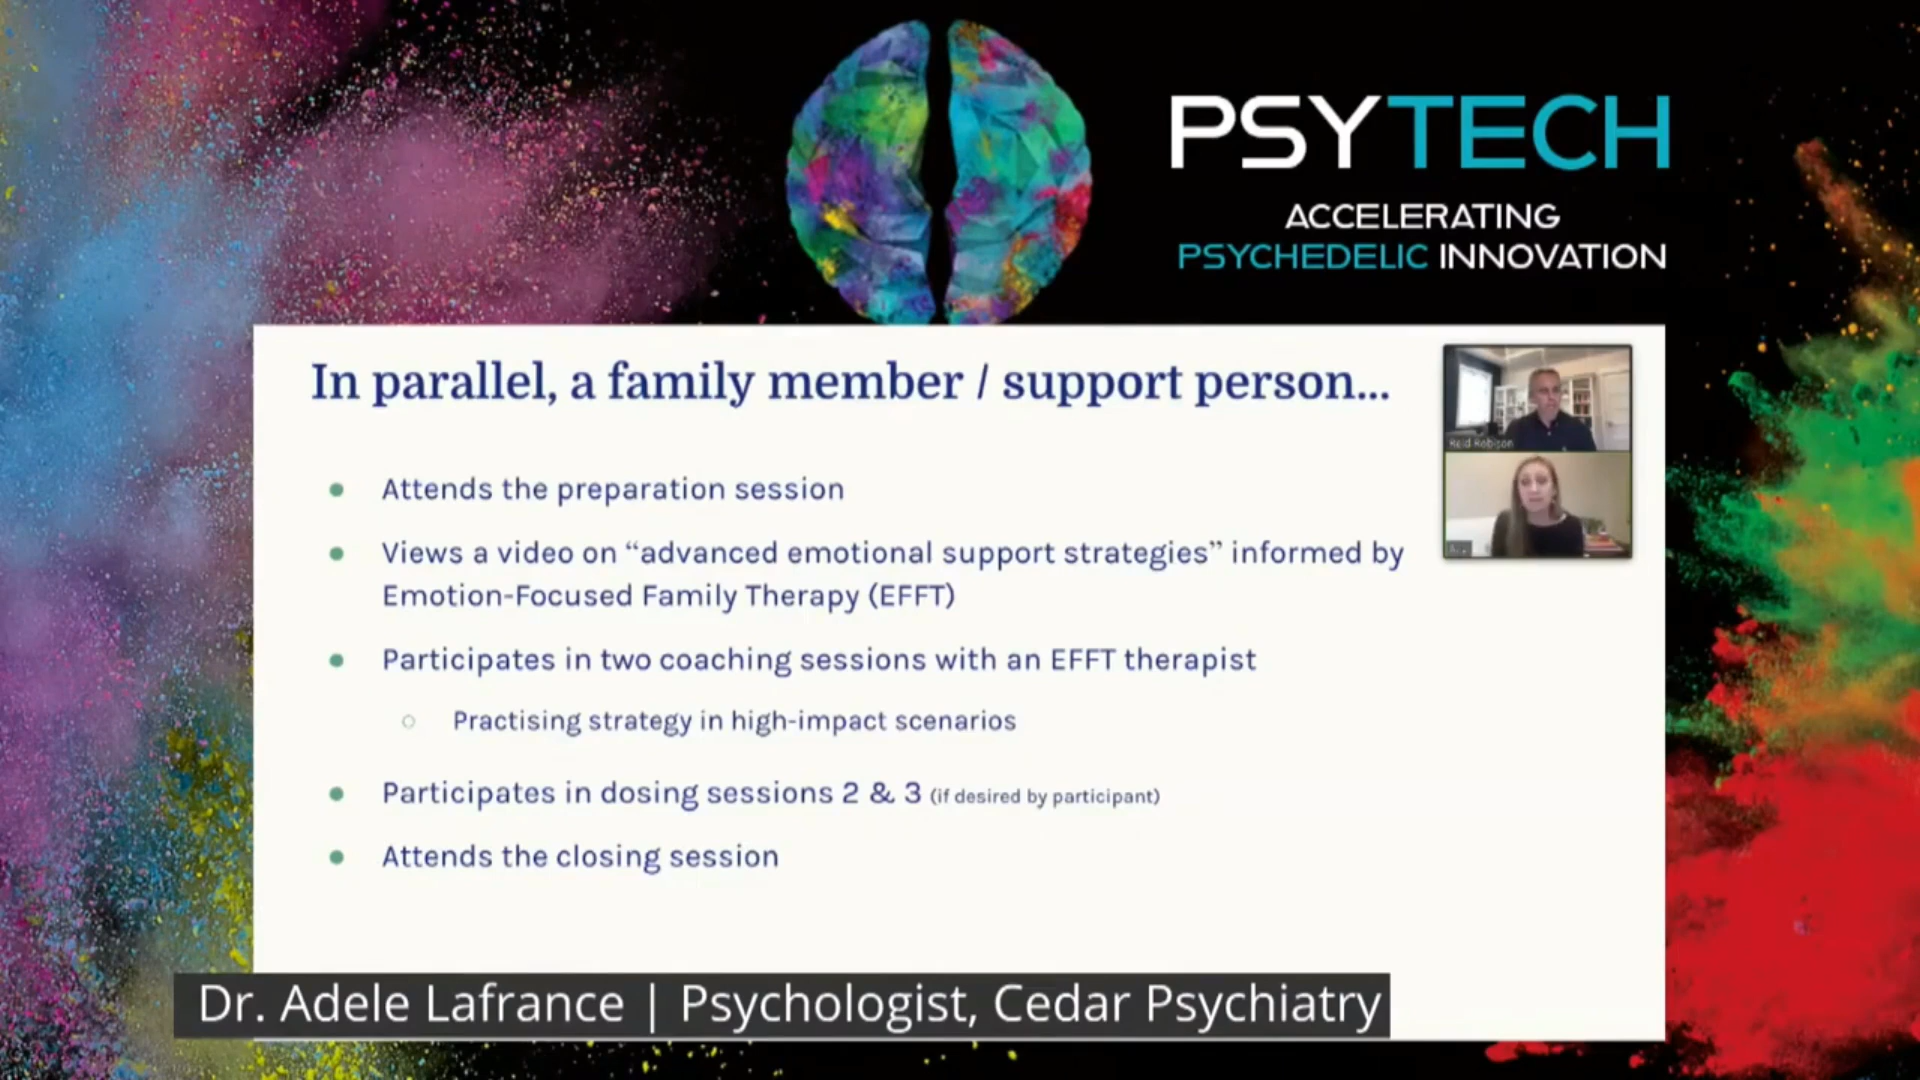 PSYTECH
ACCELERATING
PSYCHEDELIC INNOVATION
In parallel, a family member / support person...
Reid Robison
Attends the preparation session
Views a video on “advanced emotional support strategies” informed by
Emotion-Focused Family Therapy (EFFT)
Participates in two coaching sessions with an EFFT therapist
Practising strategy in high-impact scenarios
Participates in dosing sessions 2 & 3 (if desired by participant)
Attends the closing session
Dr. Adele Lafrance | Psychologist, Cedar Psychiatry